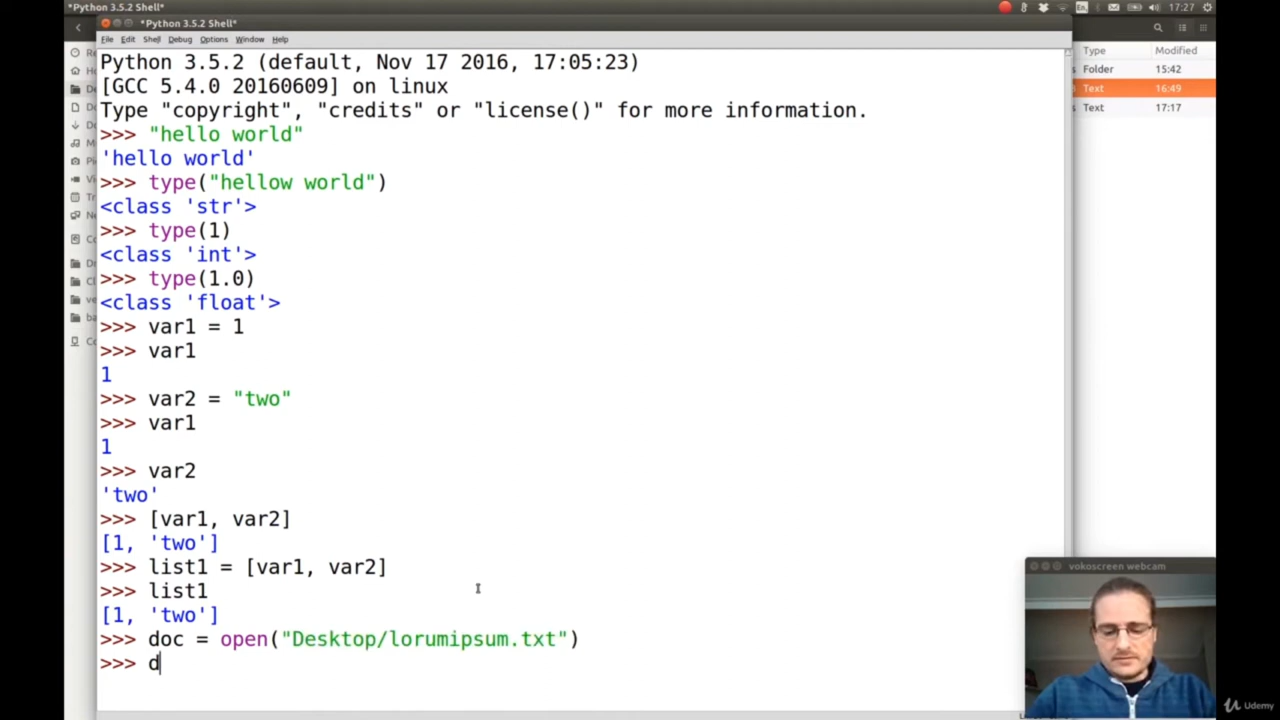 *Python 3.5.2 Shell*
17:27
*Python 3.5.2 Shell*
File Edit Shell Debug Options Window Help
Python 3.5.2 (default, Nov 17 2016, 17:05:23)
[GCC 5.4.0 20160609] on linux
Type "copyright", "credits" or "license()" for more information.
>>> "hello world"
'hello world'
>>> type("hellow world")
<class 'str'>
>>> type(1)
<class 'int'>
>>> type(1.0)
<class 'float'>
>>> var1 = 1
>>> var1
1
>>> var2 = "two"
>>> var1
1
>>> var2
'two'
>>> [var1, var2]
[1, 'two']
>>> list1 = [var1, var2]
>>> list1
[1, 'two']
>>> doc = open("Desktop/lorumipsum.txt")
>>> d
Type Modified
Folder 15:42
Text 16:49
Text 17:17
vokoscreen webcam
Udemy